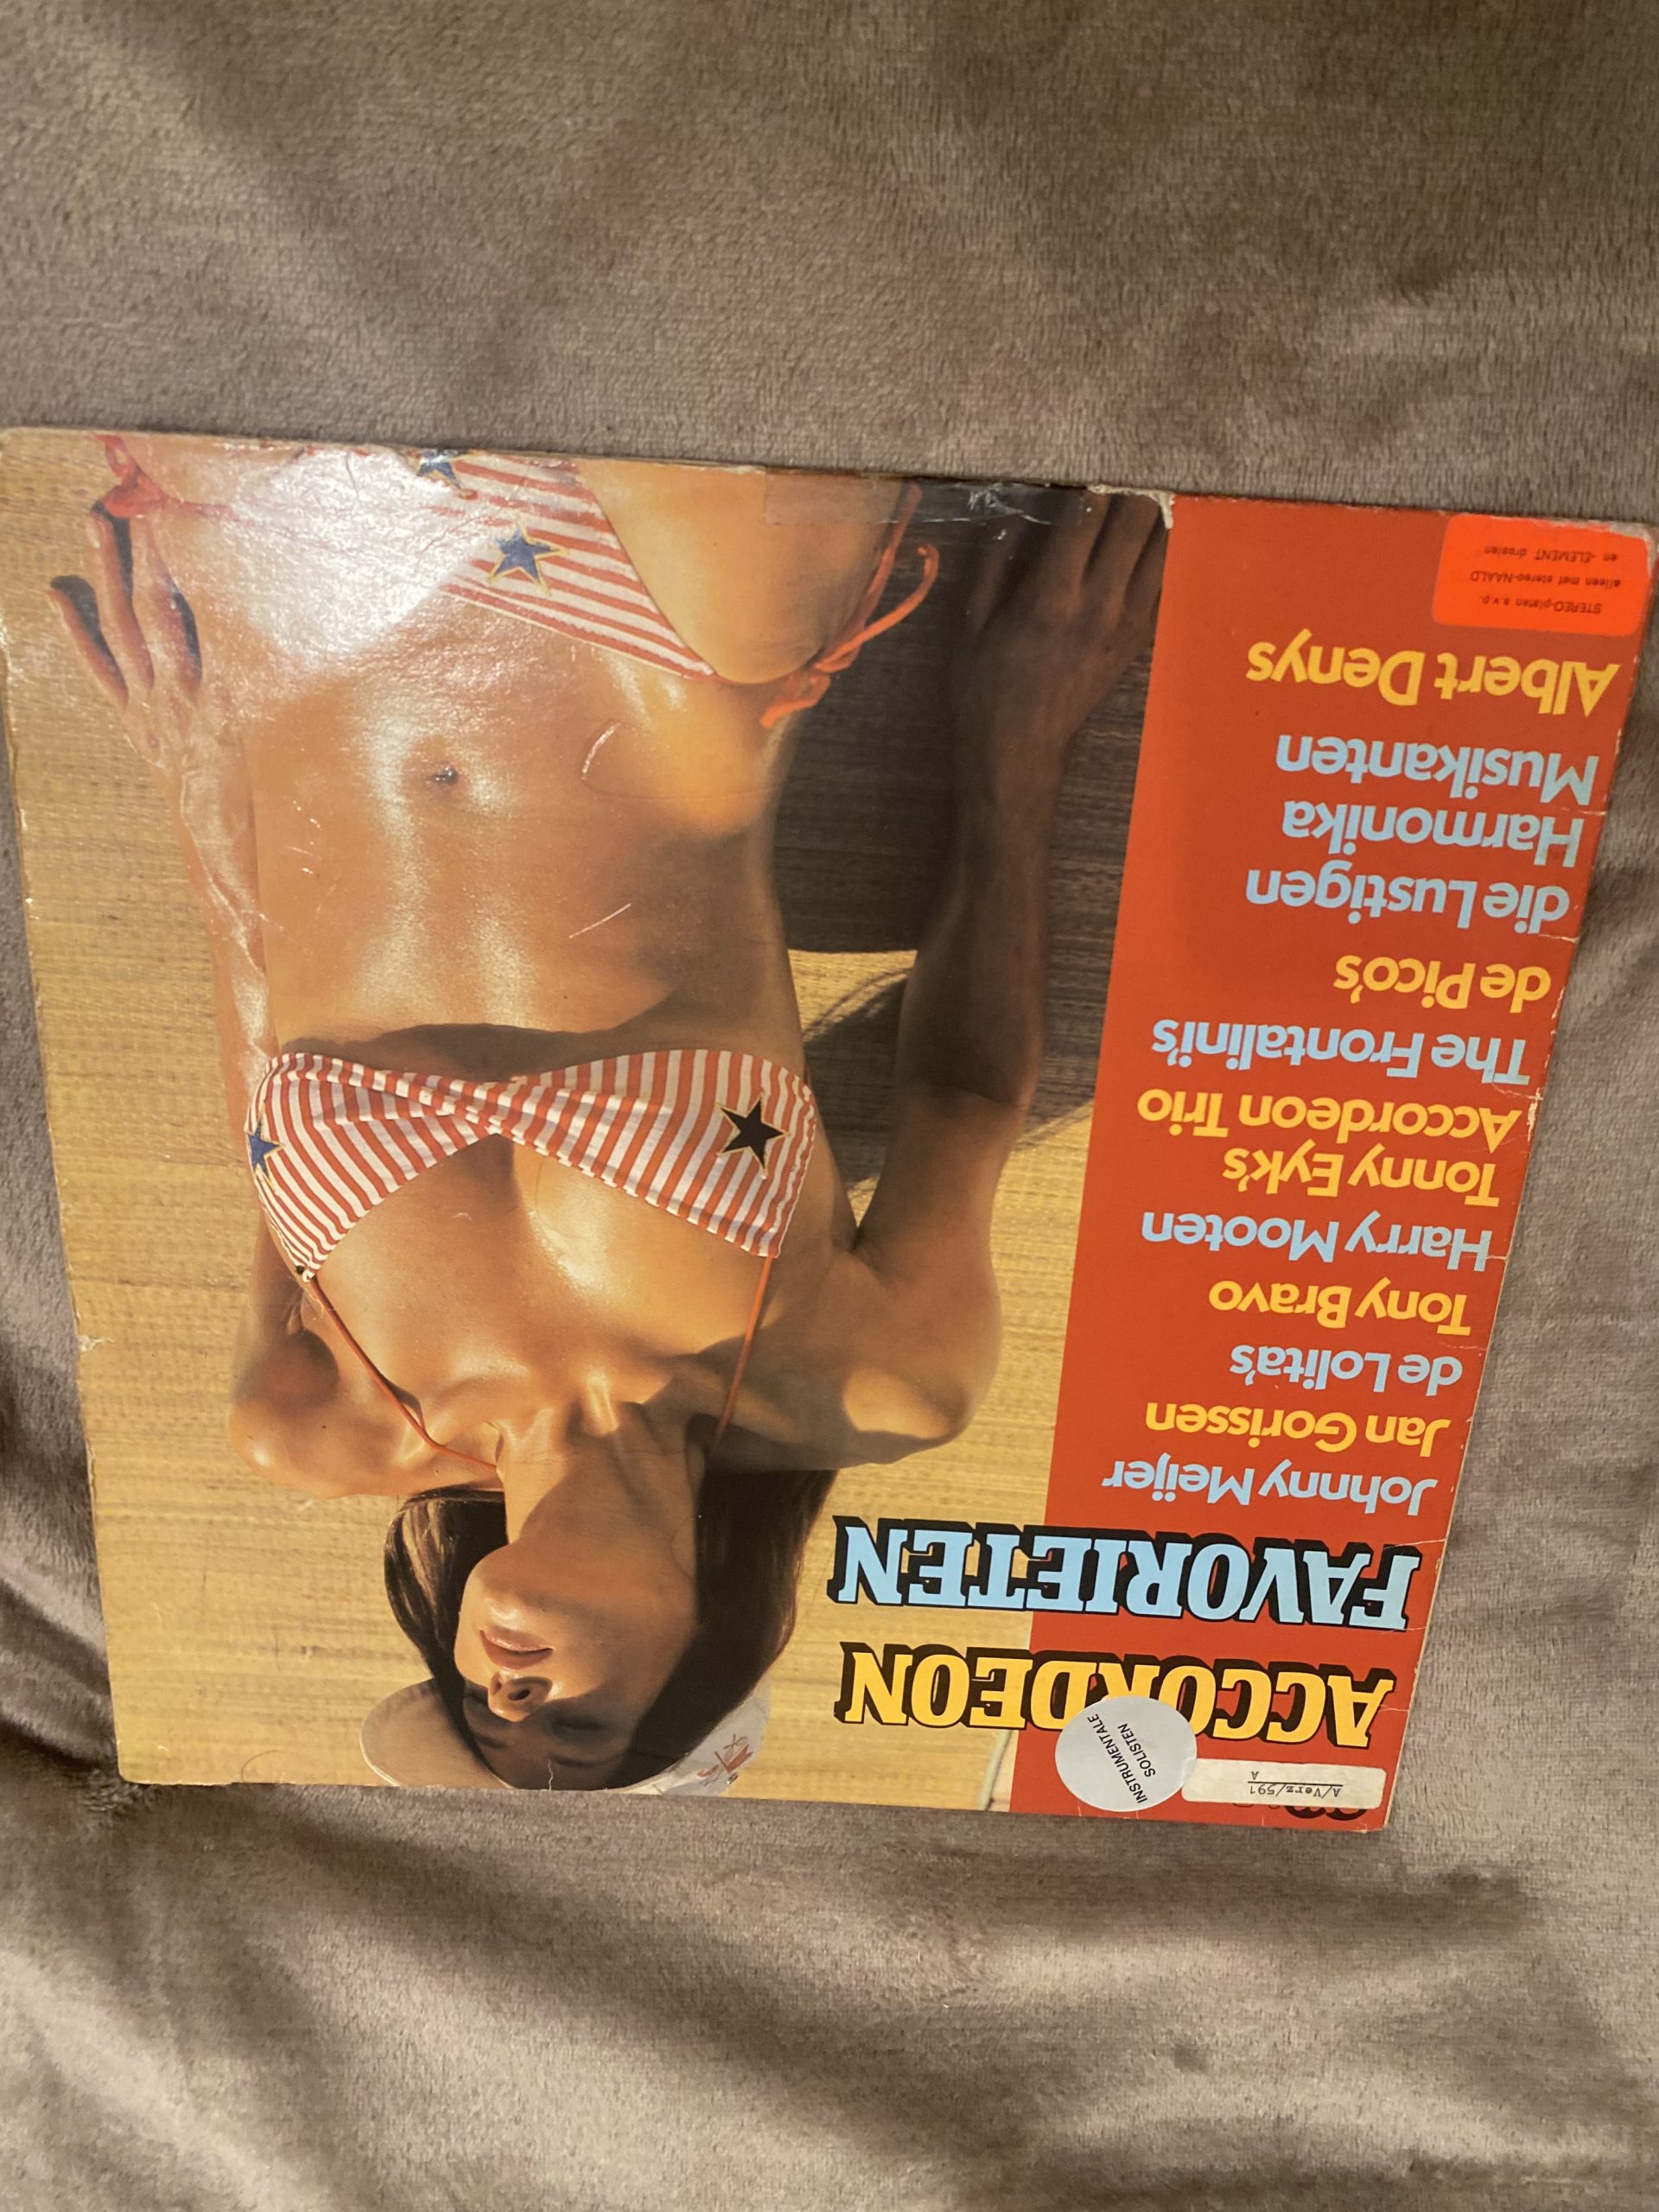 A/Verz/591
A
INSTRUMENTALE
SOLISTEN
ACCORDEON
FAVORIETEN
Johnny Meijer
Jan Gorissen
de Lolita's
Tony Bravo
Harry Mooten
Tonny Eyk's
Accordeon Trio
The Frontalini's
de Pico's
die Lustigen
Harmonika
Musikanten
Albert Denys
STEREO-platen s.v.p.
alleen met stereo-NAALD
en -ELEMENT draaien